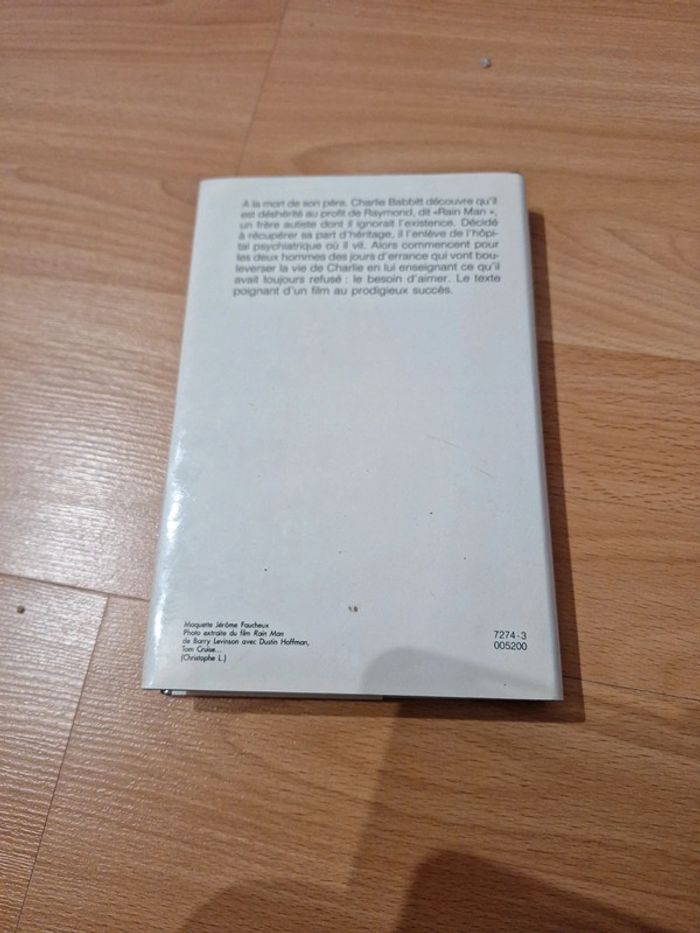 A la mort de son père, Charlie Babbitt découvre qu'il
est déshérité au profit de Raymond, dit «Rain Man »,
un frère autiste dont il ignorait l'existence. Décidé
à récupérer sa part d'héritage, il l'enlève de l'hôpi-
tal psychiatrique où il vit. Alors commencent pour
les deux hommes des jours d'errance qui vont bou-
leverser la vie de Charlie en lui enseignant ce qu'il
avait toujours refusé : le besoin d'aimer. Le texte
poignant d'un film au prodigieux succès.
Maquette Jérôme Faucheux
Photo extraite du film Rain Man
de Barry Levinson avec Dustin Hoffman,
Tom Cruise...
(Christophe L.)
7274-3
005200